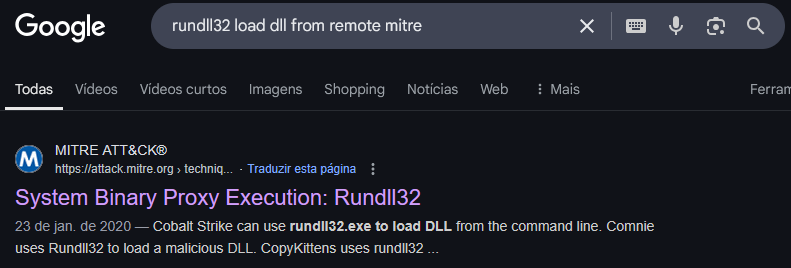 Google
rundll32 load dll from remote mitre
Todas Vídeos Vídeos curtos Imagens Shopping Notícias Web Mais Ferram
M
MITRE ATT&CK®
https://attack.mitre.org › techniq... · Traduzir esta página
System Binary Proxy Execution: Rundll32
23 de jan. de 2020 — Cobalt Strike can use rundll32.exe to load DLL from the command line. Comnie
uses Rundll32 to load a malicious DLL. CopyKittens uses rundll32 ...